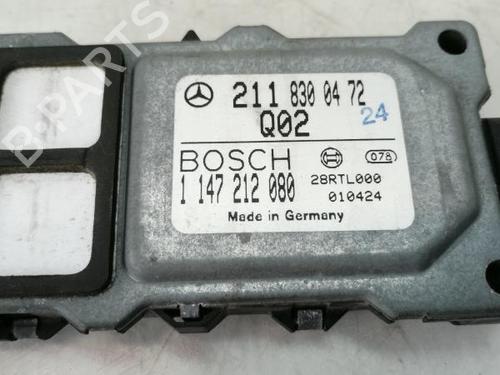 211 830 04 72
Q02
24
BOSCH 078
1 147 212 080 28RTL000
010424
Made in Germany
B-PARTS